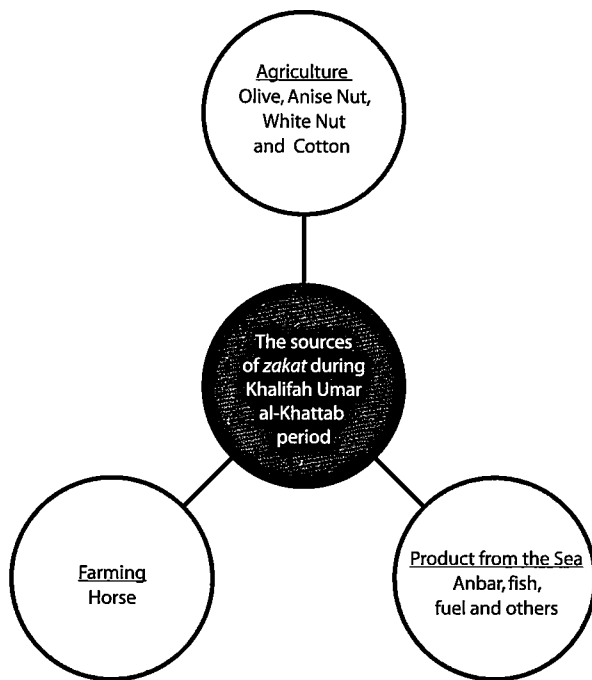 Agriculture
Olive, Anise Nut,
White Nut
and Cotton
The sources
of zakat during
Khalifah Umar
al-Khattab
period
Farming
Horse
Product from the Sea
Anbar, fish,
fuel and others